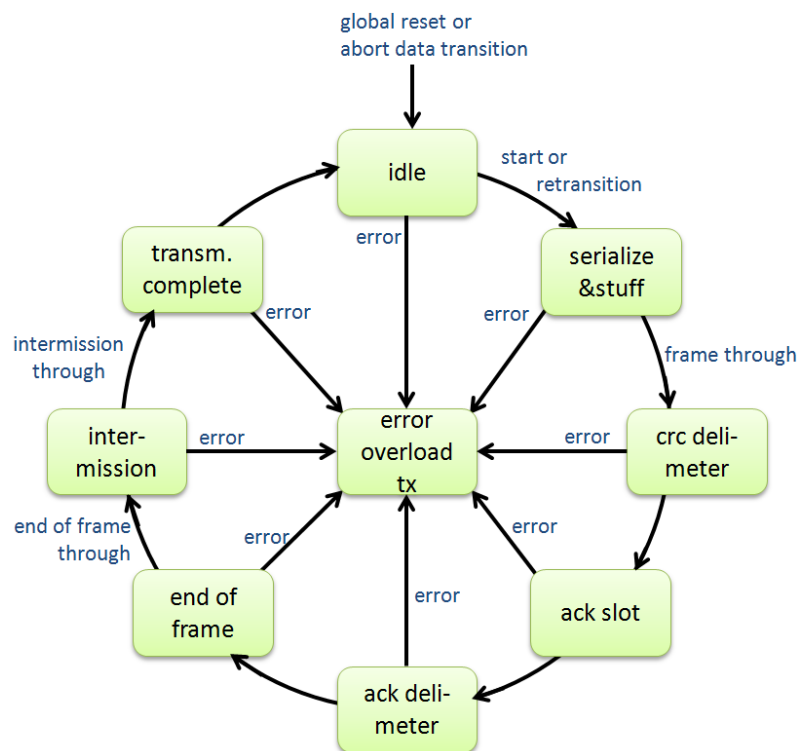 global reset or
abort data transition
idle
start or
retransition
error
transm.
complete
serialize
&stuff
error
error
intermission
through
frame through
error
overload
tx
inter-
mission
error
error
crc deli-
meter
end of frame
through
error
error
end of
frame
error
ack slot
ack deli-
meter